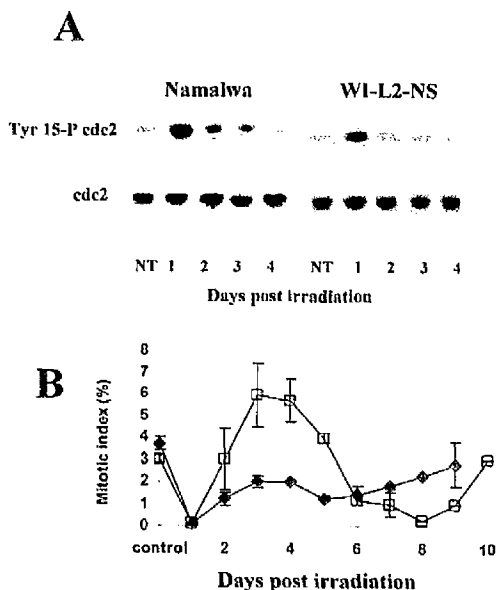 A
Namalwa WI-L2-NS
Tyr 15-P cdc2
cdc2
NT 1 2 3 4 NT 1 2 3 4
Days post irradiation
B
Mitotic index (%)
8
7
6
5
4
3
2
1
0
control 2 4 6 8 10
Days post irradiation